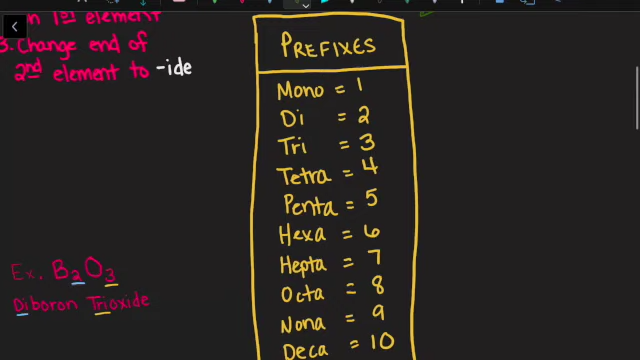 on 1st element
3. Change end of
2nd element to -ide
Ex. B2O3
Diboron Trioxide
PREFIXES
Mono = 1
Di = 2
Tri = 3
Tetra = 4
Penta = 5
Hexa = 6
Hepta = 7
Octa = 8
Nona = 9
Deca = 10